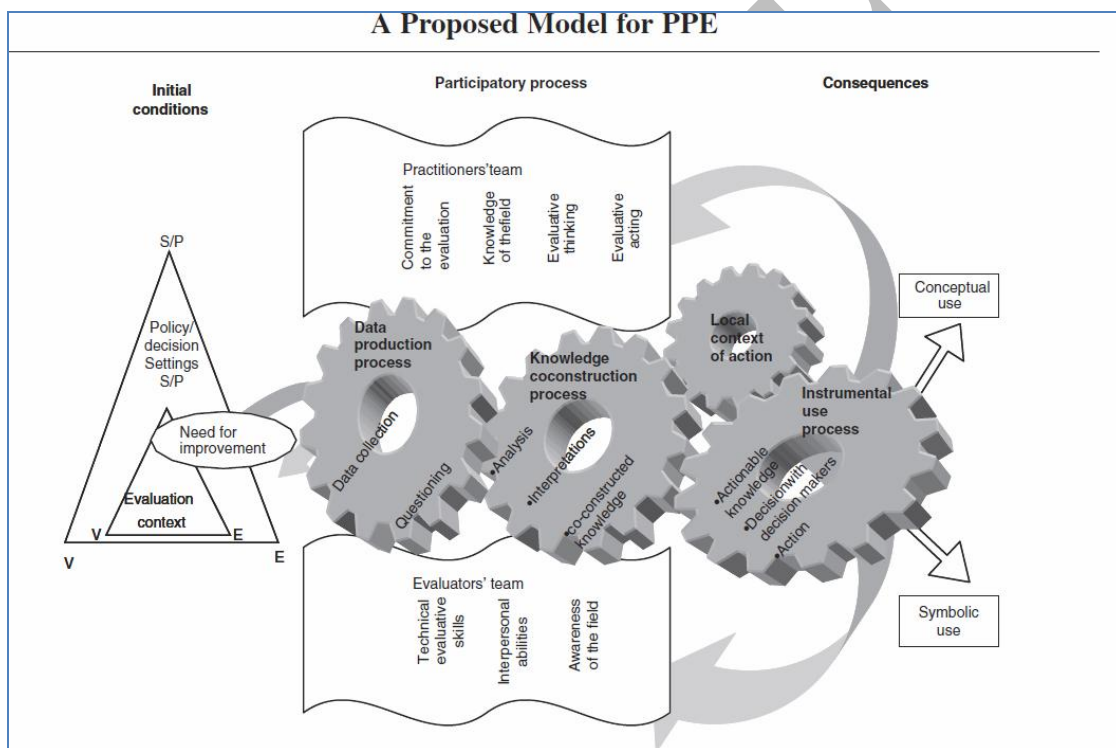 A Proposed Model for PPE
Initial
conditions
Participatory process
Consequences
Practitioners'team
Commitment
to the
evaluation
Knowledge
of thefield
Evaluative
thinking
Evaluative
acting
S/P
Policy/
decision
Settings
S/P
Need for
improvement
Evaluation
context
V
E
V
E
Data
production
process
Data collection
Questioning
Knowledge
coconstruction
process
•Analysis
•Interpretations
•co-constructed
knowledge
Local
context
of action
Instrumental
use
process
•Actionable
knowledge
•Decisionwith
decision makers
•Action
Conceptual
use
Symbolic
use
Evaluators' team
Technical
evaluative
skills
Interpersonal
abilities
Awareness
of the field